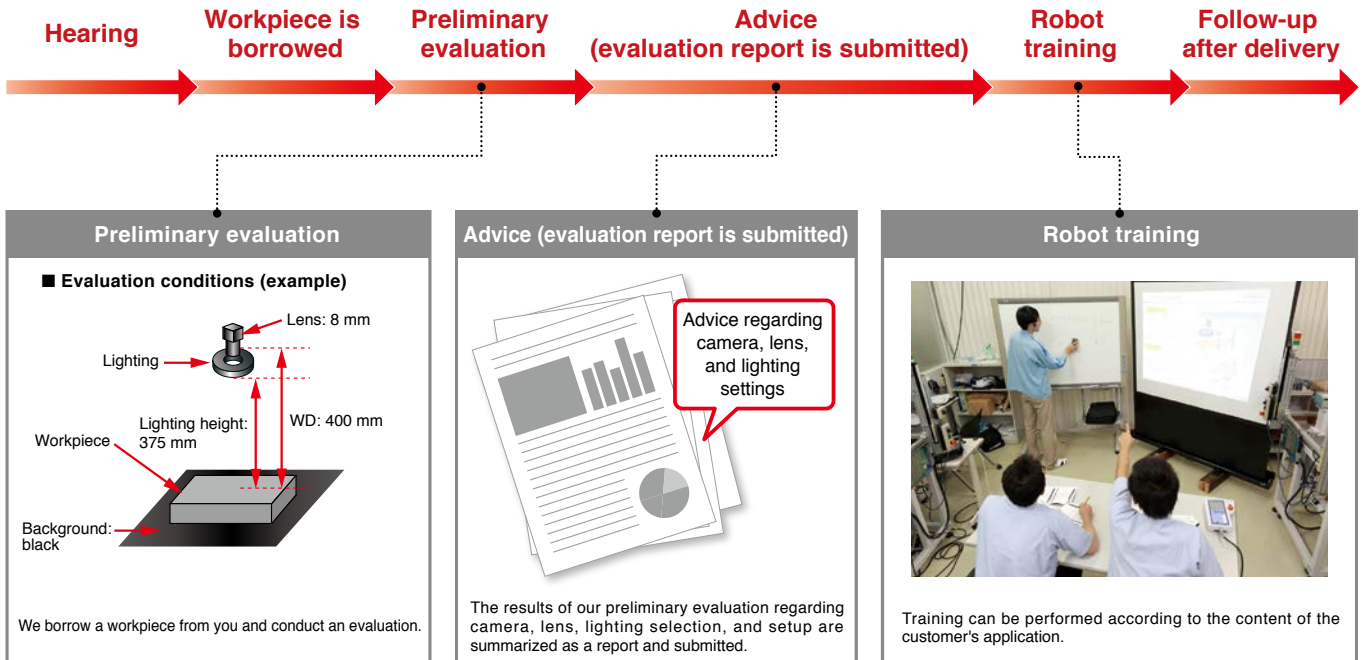 Hearing
Workpiece is
borrowed
Preliminary
evaluation
Advice
(evaluation report is submitted)
Robot
training
Follow-up
after delivery
Preliminary evaluation
■ Evaluation conditions (example)
Lens: 8 mm
Lighting
Lighting height:
375 mm
WD: 400 mm
Workpiece
Background:
black
We borrow a workpiece from you and conduct an evaluation.
Advice (evaluation report is submitted)
Advice regarding
camera, lens,
and lighting
settings
The results of our preliminary evaluation regarding
camera, lens, lighting selection, and setup are
summarized as a report and submitted.
Robot training
Training can be performed according to the content of the
customer's application.